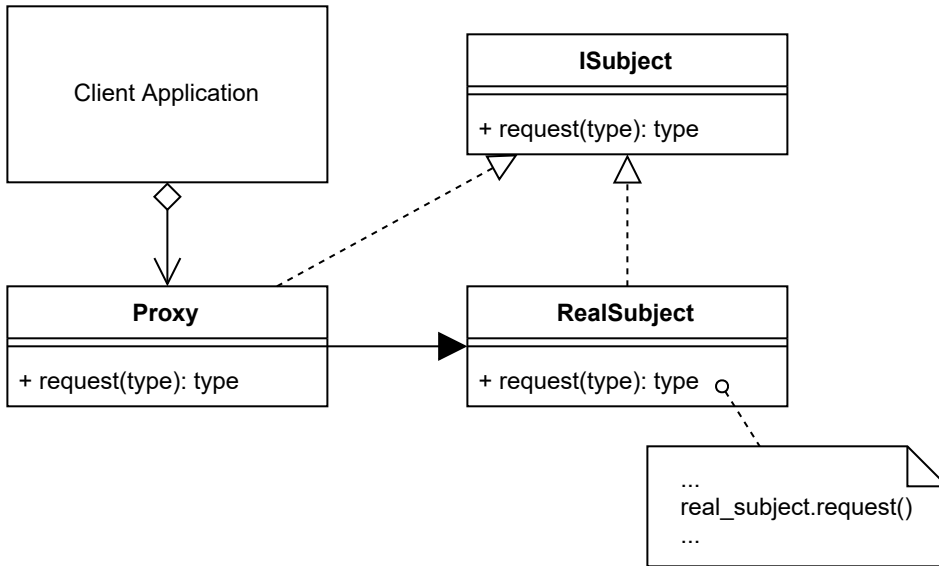 Client Application
ISubject
+ request(type): type
Proxy
+ request(type): type
RealSubject
+ request(type): type
...
real_subject.request()
...